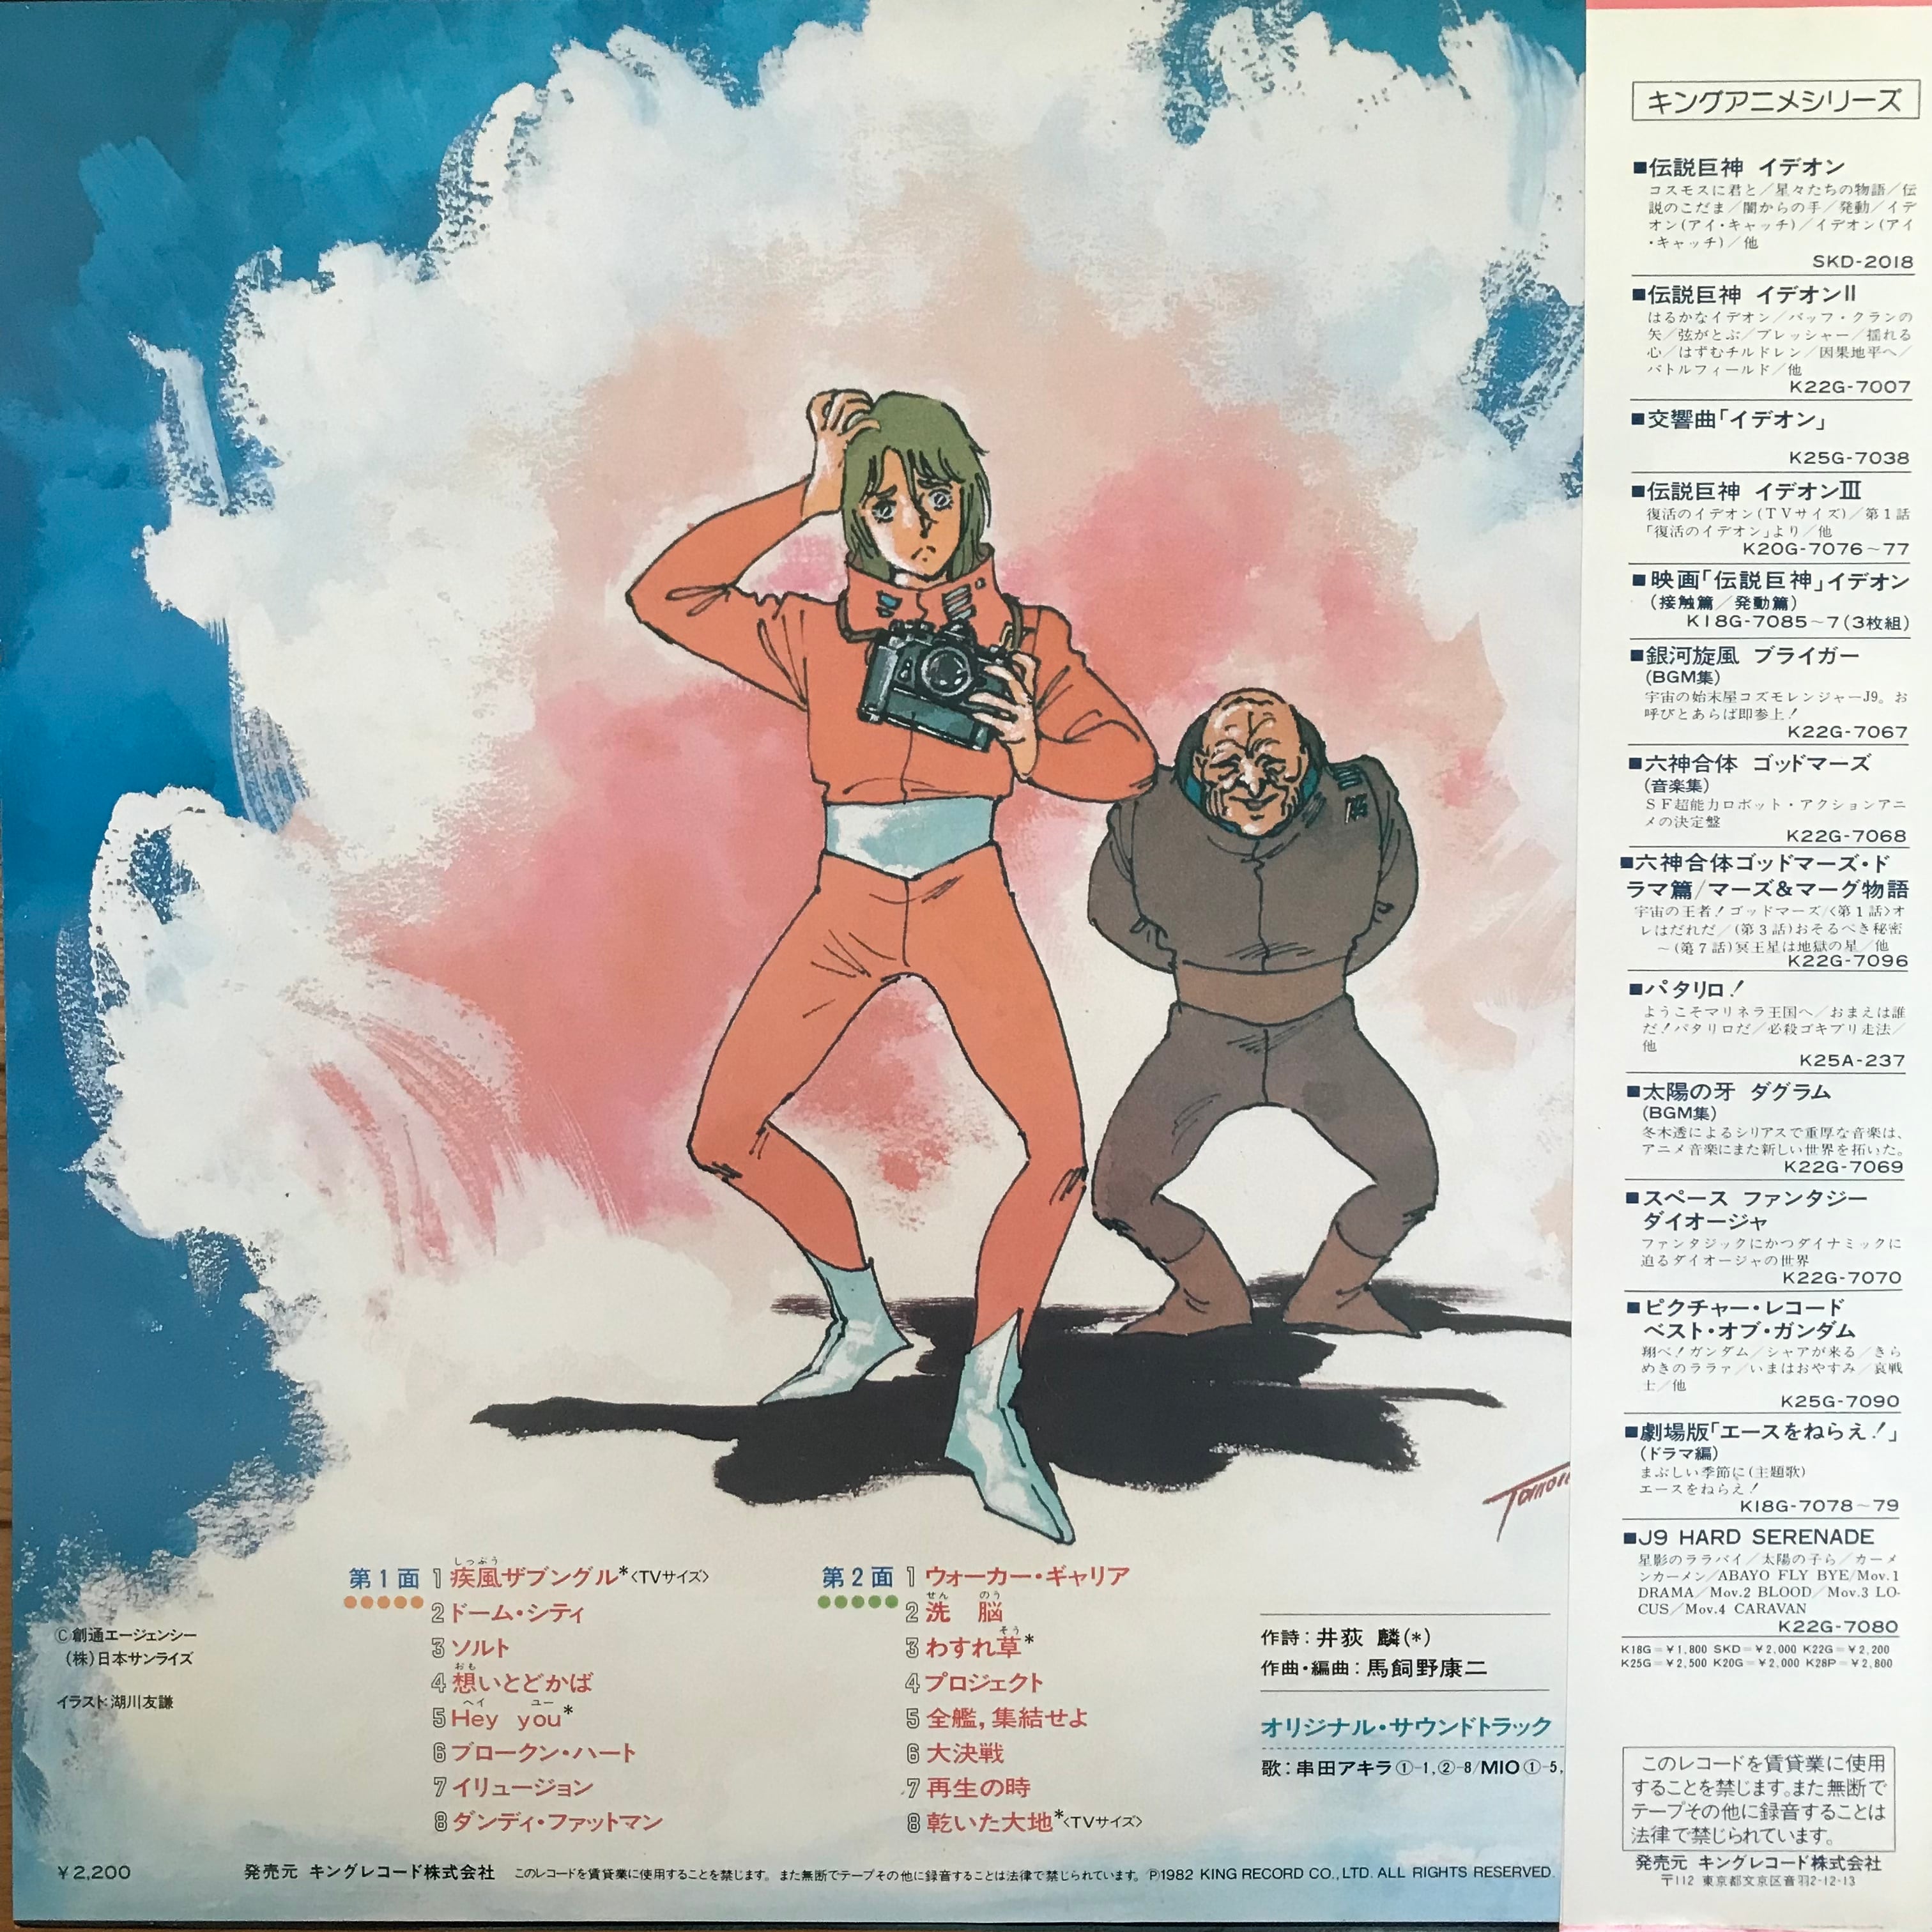 キングアニメシリーズ
■伝説巨神 イデオン
コスモスに君と／星々たちの物語／伝
説のこだま／闇からの手／発動／イデ
オン(アイ・キャッチ)／イデオン(アイ
・キャッチ)／他
SKD-2018
■伝説巨神 イデオンII
はるかなイデオン／バッフ・クランの
矢／弦がとぶ／プレッシャー／揺れる
心／はずむチルドレン／因果地平へ／
バトルフィールド／他
K22G-7007
■交響曲「イデオン」
K25G-7038
■伝説巨神 イデオンIII
復活のイデオン(TVサイズ)／第1話
「復活のイデオン」より／他
K20G-7076～77
■映画「伝説巨神」イデオン
(接触篇／発動篇)
K18G-7085～7(3枚組)
■銀河旋風 ブライガー
(BGM集)
宇宙の始末屋コズモレンジャーJ9。お
呼びとあらば即参上！
K22G-7067
■六神合体 ゴッドマーズ
(音楽集)
SF超能力ロボット・アクションアニ
メの決定盤
K22G-7068
■六神合体ゴッドマーズ・ド
ラマ篇/マーズ&マーグ物語
宇宙の王者！ゴッドマーズ/<第1話>オ
レはだれだ／(第3話)おそるべき秘密
～(第7話)冥王星は地獄の星／他
K22G-7096
■パタリロ！
ようこそマリネラ王国へ／おまえは誰
だ！パタリロだ／必殺ゴキブリ走法／
他
K25A-237
■太陽の牙 ダグラム
(BGM集)
冬木透によるシリアスで重厚な音楽は、
アニメ音楽にまた新しい世界を拓いた。
K22G-7069
■スペース ファンタジー
ダイオージャ
ファンタジックにかつダイナミックに
迫るダイオージャの世界
K22G-7070
■ピクチャー・レコード
ベスト・オブ・ガンダム
翔べ！ガンダム／シャアが来る／きら
めきのララァ／いまはおやすみ／哀戦
士／他
K25G-7090
■劇場版「エースをねらえ！」
(ドラマ編)
まぶしい季節に(主題歌)
エースをねらえ！
K18G-7078～79
■J9 HARD SERENADE
星影のララバイ／太陽の子ら／カーメ
ンカーメン／ABAYO FLY BYE/Mov.1
DRAMA／Mov.2 BLOOD／Mov.3 LO-
CUS／Mov.4 CARAVAN
K22G-7080
K18G=¥1,800 SKD=¥2,000 K22G=¥2,200
K25G=¥2,500 K20G=¥2,000 K28P=¥2,800
このレコードを賃貸業に使用
することを禁じます。また無断で
テープその他に録音することは
法律で禁じられています。
発売元 キングレコード株式会社
〒112 東京都文京区音羽2-12-13
第1面
しっぷう
1 疾風ザブングル*〈TVサイズ〉
2 ドーム・シティ
3 ソルト
おも
4 想いとどかば
ヘイ ユー
5 Hey you*
6 ブロークン・ハート
7 イリュージョン
8 ダンディ・ファットマン
第2面
1 ウォーカー・ギャリア
せん のう
2 洗 脳
そう
3 わすれ草*
4 プロジェクト
5 全艦,集結せよ
6 大決戦
7 再生の時
8 乾いた大地*〈TVサイズ〉
©創通エージェンシー
(株)日本サンライズ
イラスト:湖川友謙
作詩:井荻 麟(*)
作曲・編曲:馬飼野康二
オリジナル・サウンドトラック
歌:串田アキラ①-1,②-8/MIO①-5,
¥2,200
発売元 キングレコード株式会社 このレコードを賃貸業に使用することを禁じます。また無断でテープその他に録音することは法律で禁じられています。 Ⓟ1982 KING RECORD CO.,LTD. ALL RIGHTS RESERVED.